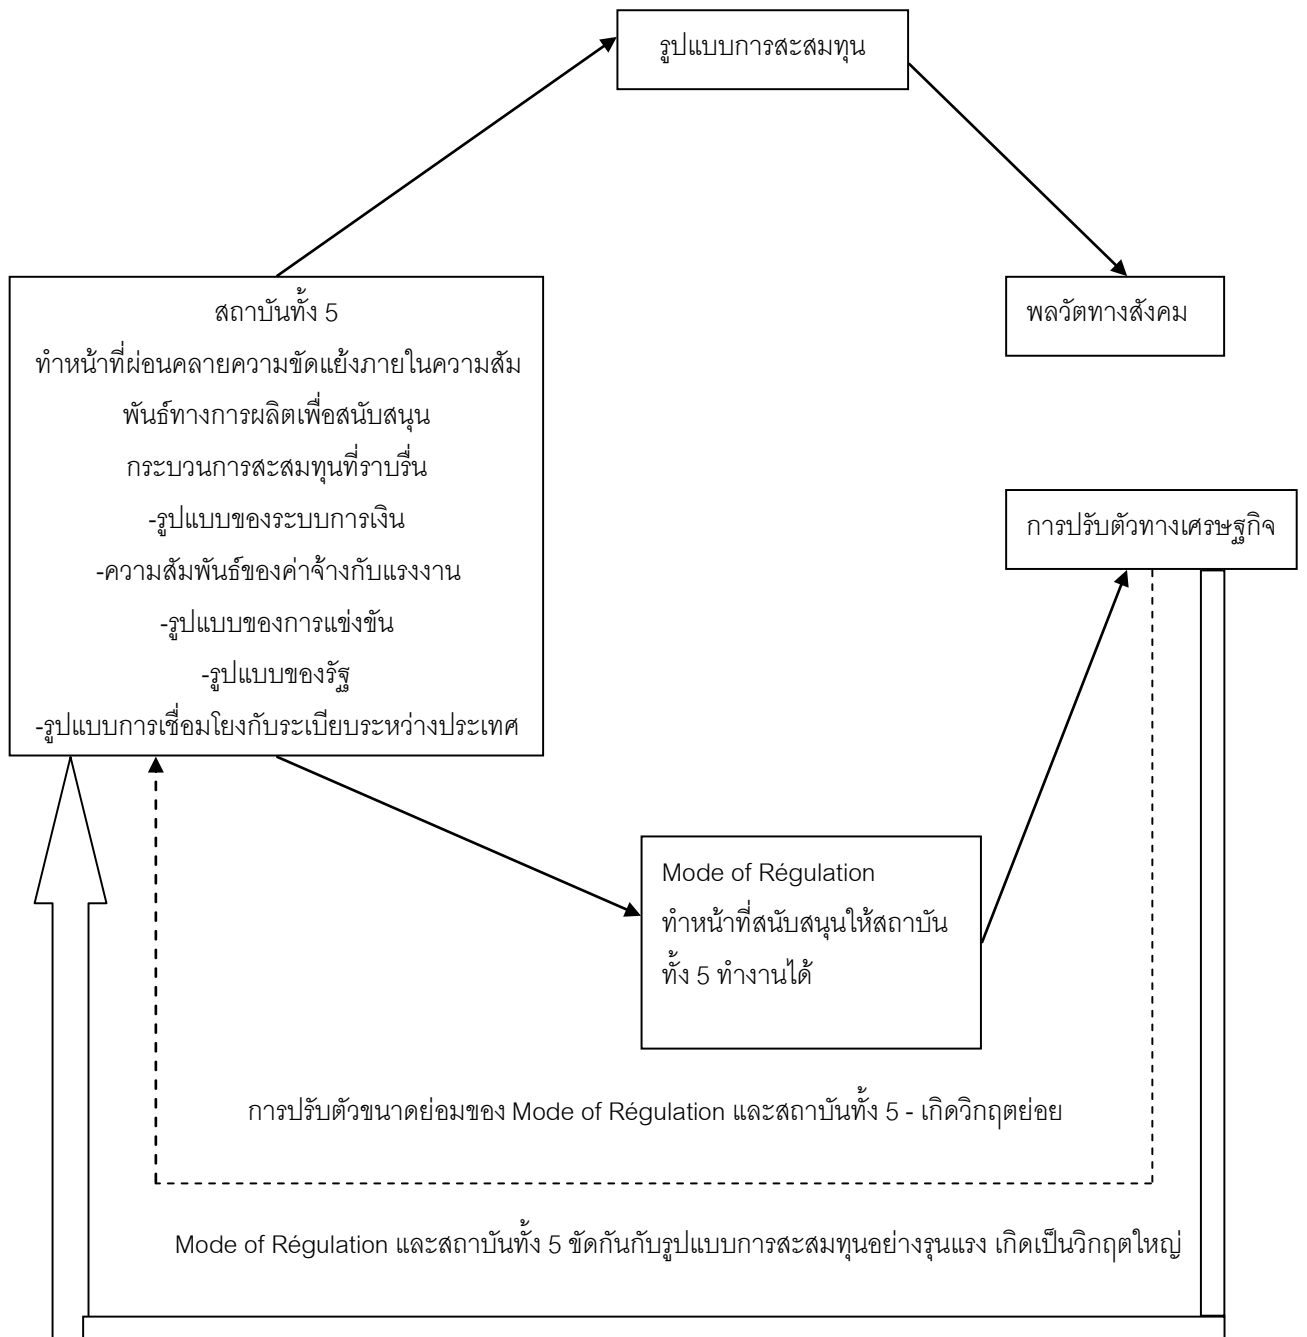 รูปแบบการสะสมทุน
สถาบันทั้ง 5
ทำหน้าที่ผ่อนคลายความขัดแย้งภายในความสัม
พันธ์ทางการผลิตเพื่อสนับสนุน
กระบวนการสะสมทุนที่ราบรื่น
-รูปแบบของระบบการเงิน
-ความสัมพันธ์ของค่าจ้างกับแรงงาน
-รูปแบบของการแข่งขัน
-รูปแบบของรัฐ
-รูปแบบการเชื่อมโยงกับระเบียบระหว่างประเทศ
พลวัตทางสังคม
การปรับตัวทางเศรษฐกิจ
Mode of Régulation
ทำหน้าที่สนับสนุนให้สถาบัน
ทั้ง 5 ทำงานได้
การปรับตัวขนาดย่อมของ Mode of Régulation และสถาบันทั้ง 5 - เกิดวิกฤตย่อย
Mode of Régulation และสถาบันทั้ง 5 ขัดกันกับรูปแบบการสะสมทุนอย่างรุนแรง เกิดเป็นวิกฤตใหญ่